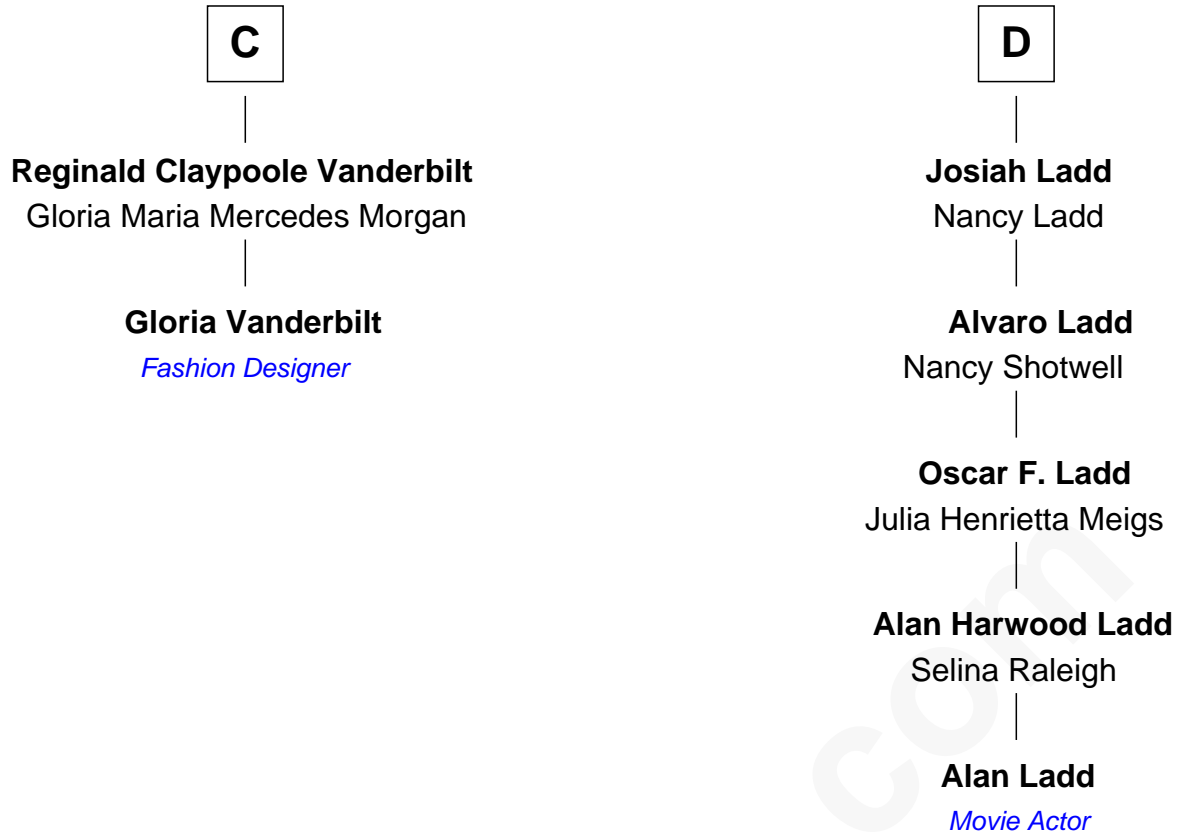 C
Reginald Claypoole Vanderbilt
Gloria Maria Mercedes Morgan
Gloria Vanderbilt
Fashion Designer
D
Josiah Ladd
Nancy Ladd
Alvaro Ladd
Nancy Shotwell
Oscar F. Ladd
Julia Henrietta Meigs
Alan Harwood Ladd
Selina Raleigh
Alan Ladd
Movie Actor
com